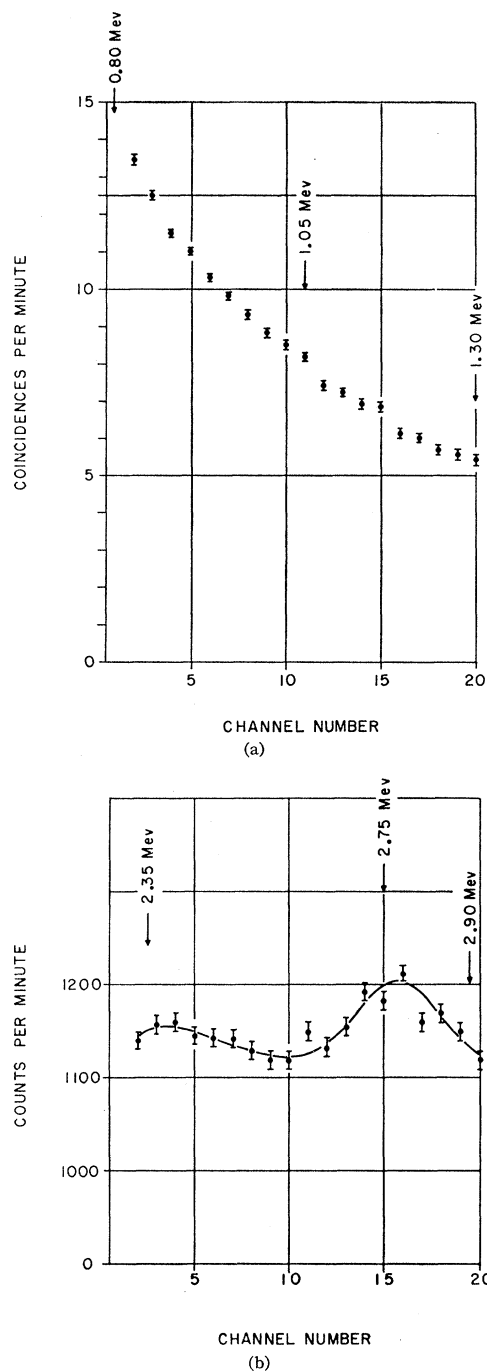 0.80 Mev
15
1.05 Mev
10
1.30 Mev
COINCIDENCES PER MINUTE
5
0
5 10 15 20
CHANNEL NUMBER
(a)
2.75 Mev
2.35 Mev
2.90 Mev
COUNTS PER MINUTE
1200
1100
1000
0
5 10 15 20
CHANNEL NUMBER
(b)